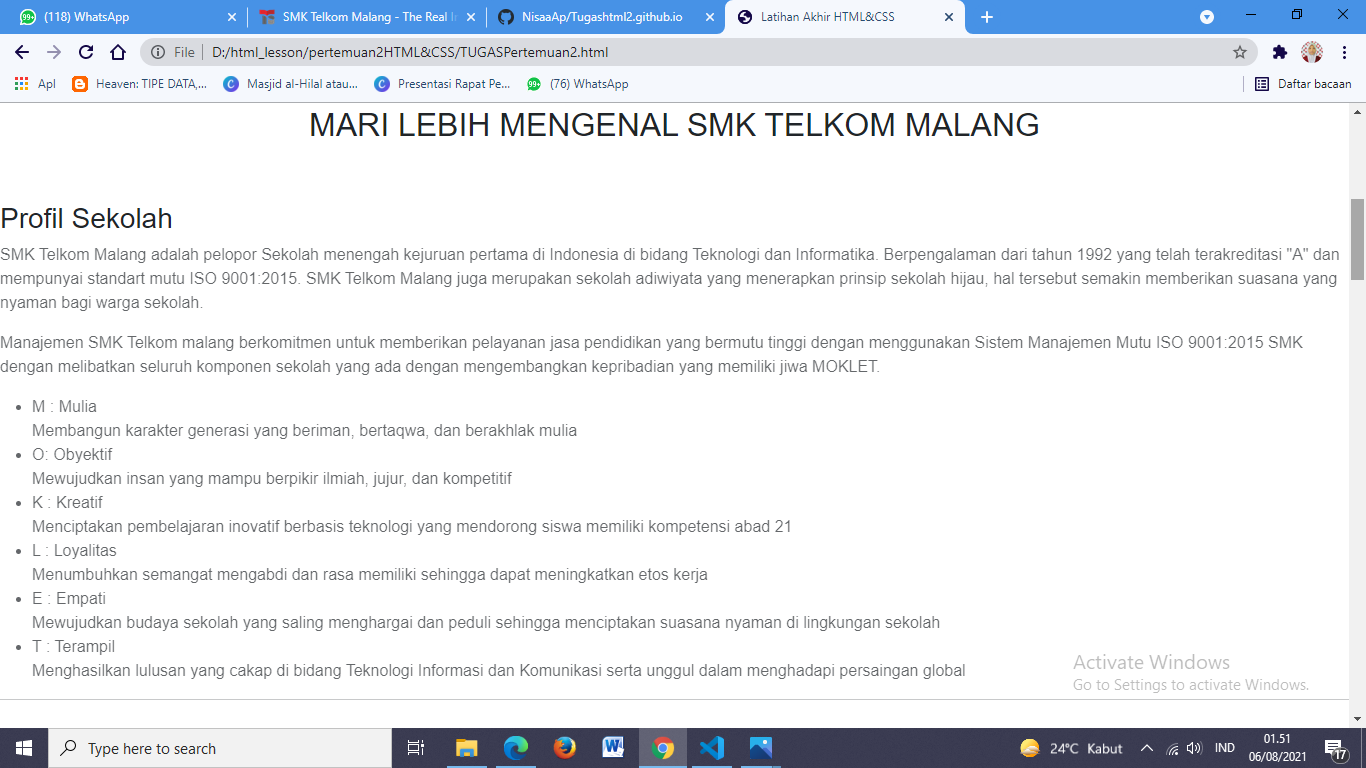 (118) WhatsApp
SMK Telkom Malang - The Real In
NisaaAp/Tugashtml2.github.io
Latihan Akhir HTML&CSS
File
D:/html_lesson/pertemuan2HTML&CSS/TUGASPertemuan2.html
Apl
Heaven: TIPE DATA,...
Masjid al-Hilal atau...
Presentasi Rapat Pe...
(76) WhatsApp
Daftar bacaan
MARI LEBIH MENGENAL SMK TELKOM MALANG
Profil Sekolah
SMK Telkom Malang adalah pelopor Sekolah menengah kejuruan pertama di Indonesia di bidang Teknologi dan Informatika. Berpengalaman dari tahun 1992 yang telah terakreditasi "A" dan
mempunyai standart mutu ISO 9001:2015. SMK Telkom Malang juga merupakan sekolah adiwiyata yang menerapkan prinsip sekolah hijau, hal tersebut semakin memberikan suasana yang
nyaman bagi warga sekolah.
Manajemen SMK Telkom malang berkomitmen untuk memberikan pelayanan jasa pendidikan yang bermutu tinggi dengan menggunakan Sistem Manajemen Mutu ISO 9001:2015 SMK
dengan melibatkan seluruh komponen sekolah yang ada dengan mengembangkan kepribadian yang memiliki jiwa MOKLET.
• M : Mulia
Membangun karakter generasi yang beriman, bertaqwa, dan berakhlak mulia
• O: Obyektif
Mewujudkan insan yang mampu berpikir ilmiah, jujur, dan kompetitif
• K : Kreatif
Menciptakan pembelajaran inovatif berbasis teknologi yang mendorong siswa memiliki kompetensi abad 21
• L : Loyalitas
Menumbuhkan semangat mengabdi dan rasa memiliki sehingga dapat meningkatkan etos kerja
• E : Empati
Mewujudkan budaya sekolah yang saling menghargai dan peduli sehingga menciptakan suasana nyaman di lingkungan sekolah
• T : Terampil
Menghasilkan lulusan yang cakap di bidang Teknologi Informasi dan Komunikasi serta unggul dalam menghadapi persaingan global
Activate Windows
Go to Settings to activate Windows.
Type here to search
24°C Kabut
IND
01.51
06/08/2021
17